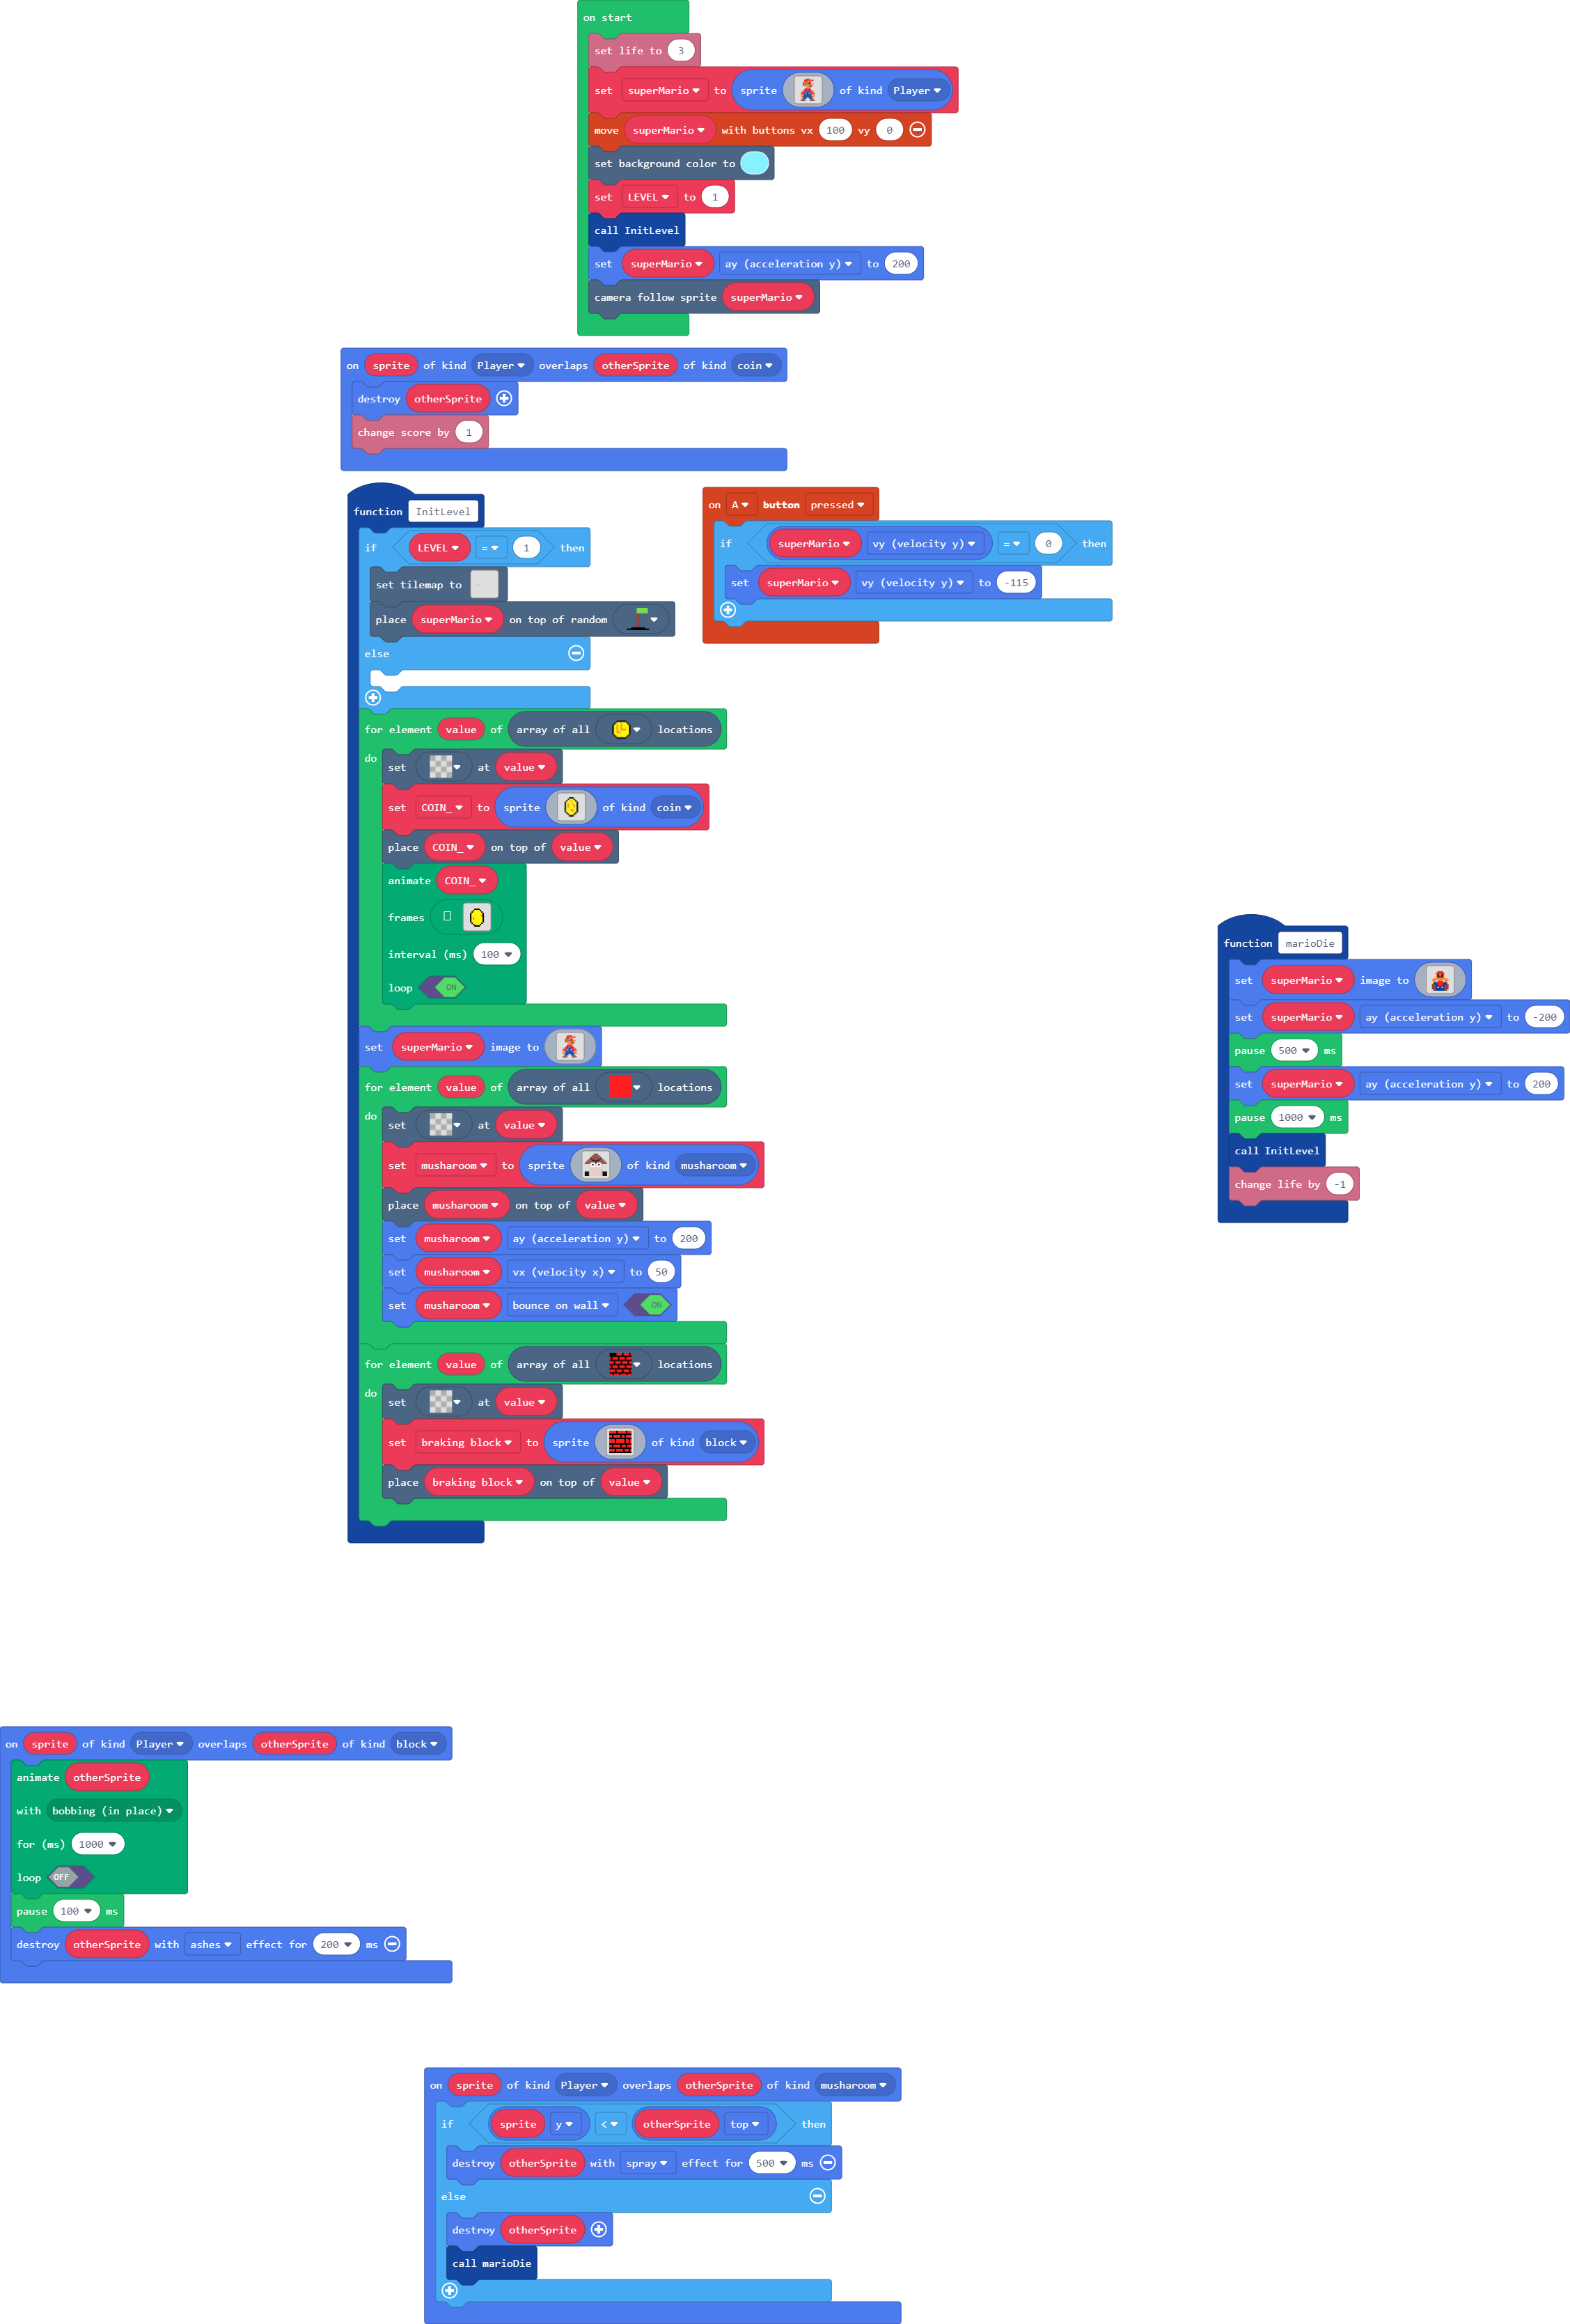 on start
set life to 3
set superMario to sprite of kind Player
move superMario with buttons vx 100 vy 0
set background color to
set LEVEL to 1
call InitLevel
set superMario ay (acceleration y) to 200
camera follow sprite superMario
on sprite of kind Player overlaps otherSprite of kind coin
destroy otherSprite
change score by 1
function InitLevel
if LEVEL = 1 then
set tilemap to
place superMario on top of random
else
for element value of array of all locations
do
set at value
set COIN_ to sprite of kind coin
place COIN_ on top of value
animate COIN_
frames
interval (ms) 100
loop ON
set superMario image to
for element value of array of all locations
do
set at value
set musharoom to sprite of kind musharoom
place musharoom on top of value
set musharoom ay (acceleration y) to 200
set musharoom vx (velocity x) to 50
set musharoom bounce on wall ON
for element value of array of all locations
do
set at value
set braking block to sprite of kind block
place braking block on top of value
on A button pressed
if superMario vy (velocity y) = 0 then
set superMario vy (velocity y) to -115
function marioDie
set superMario image to
set superMario ay (acceleration y) to -200
pause 500 ms
set superMario ay (acceleration y) to 200
pause 1000 ms
call InitLevel
change life by -1
on sprite of kind Player overlaps otherSprite of kind block
animate otherSprite
with bobbing (in place)
for (ms) 1000
loop OFF
pause 100 ms
destroy otherSprite with ashes effect for 200 ms
on sprite of kind Player overlaps otherSprite of kind musharoom
if sprite y < otherSprite top then
destroy otherSprite with spray effect for 500 ms
else
destroy otherSprite
call marioDie